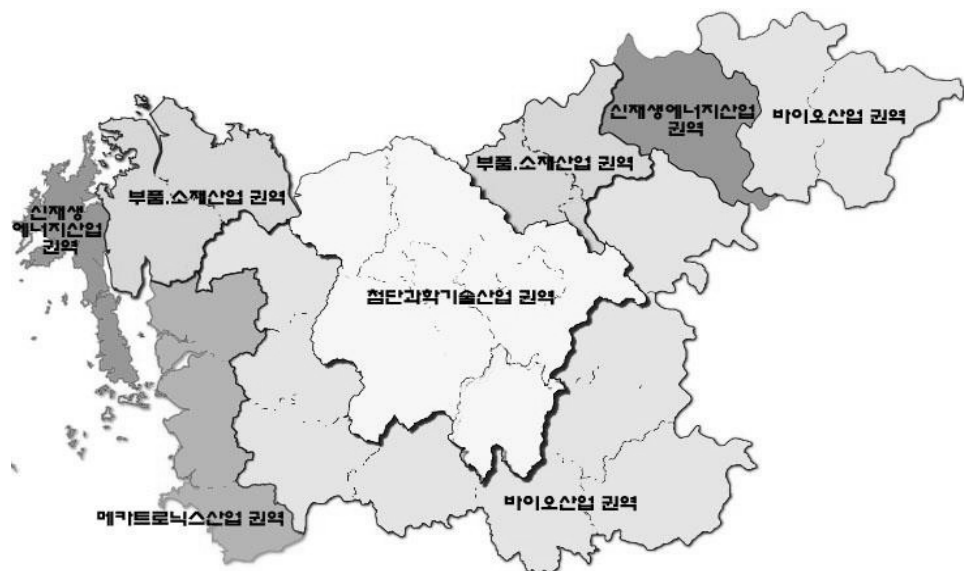 신재생에너지산업
권역
바이오산업 권역
부품.소재산업 권역
부품.소재산업 권역
신재생
에너지산업
권역
첨단과학기술산업 권역
바이오산업 권역
메카트로닉스산업 권역